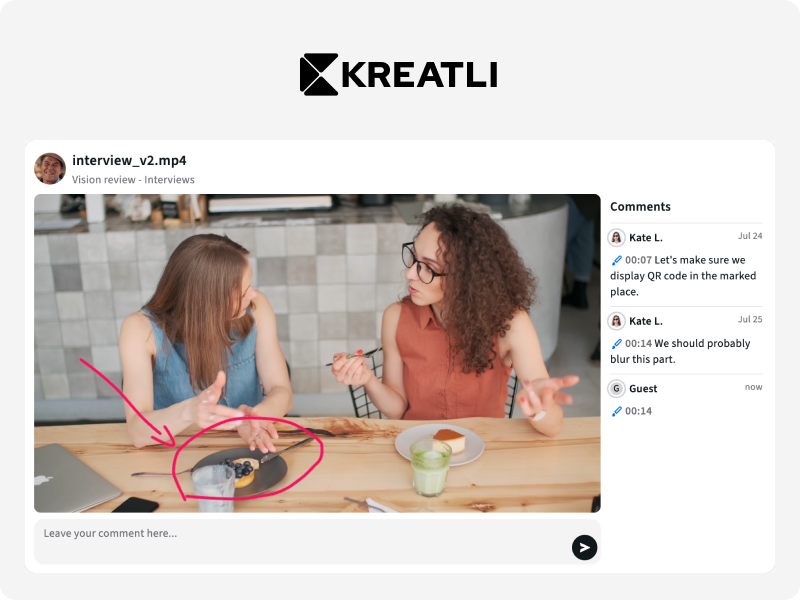 KREATLI
interview_v2.mp4
Vision review - Interviews
Comments
Kate L.
Jul 24
00:07 Let's make sure we
display QR code in the marked
place.
Kate L.
Jul 25
00:14 We should probably
blur this part.
G
Guest
now
00:14
Leave your comment here...